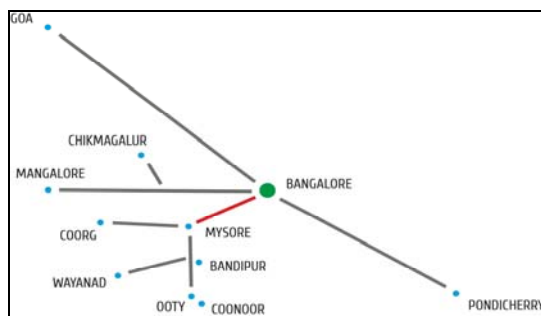 GOA
CHIKMAGALUR
MANGALORE
BANGALORE
COORG
MYSORE
BANDIPUR
WAYANAD
OOTY
COONOOR
PONDICHERRY